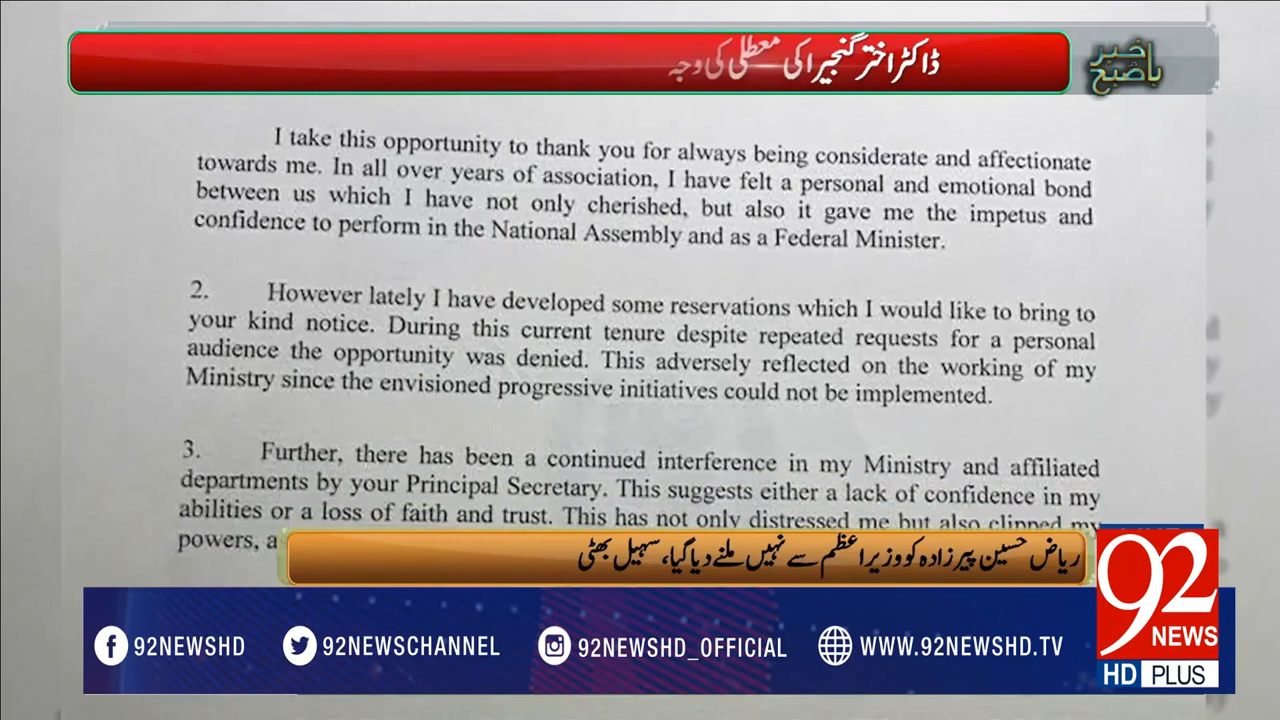 ڈاکٹر اختر گنجیرا کی معطلی کی وجہ
باخبر صبح
I take this opportunity to thank you for always being considerate and affectionate
towards me. In all over years of association, I have felt a personal and emotional bond
between us which I have not only cherished, but also it gave me the impetus and
confidence to perform in the National Assembly and as a Federal Minister.
2. However lately I have developed some reservations which I would like to bring to
your kind notice. During this current tenure despite repeated requests for a personal
audience the opportunity was denied. This adversely reflected on the working of my
Ministry since the envisioned progressive initiatives could not be implemented.
3. Further, there has been a continued interference in my Ministry and affiliated
departments by your Principal Secretary. This suggests either a lack of confidence in my
abilities or a loss of faith and trust. This has not only distressed me but also clipped my
powers, a
ریاض حسین پیرزادہ کو وزیراعظم سے نہیں ملنے دیا گیا، سہیل بھٹی
92
NEWS
HD PLUS
92NEWSHD 92NEWSCHANNEL 92NEWSHD_OFFICIAL WWW.92NEWSHD.TV